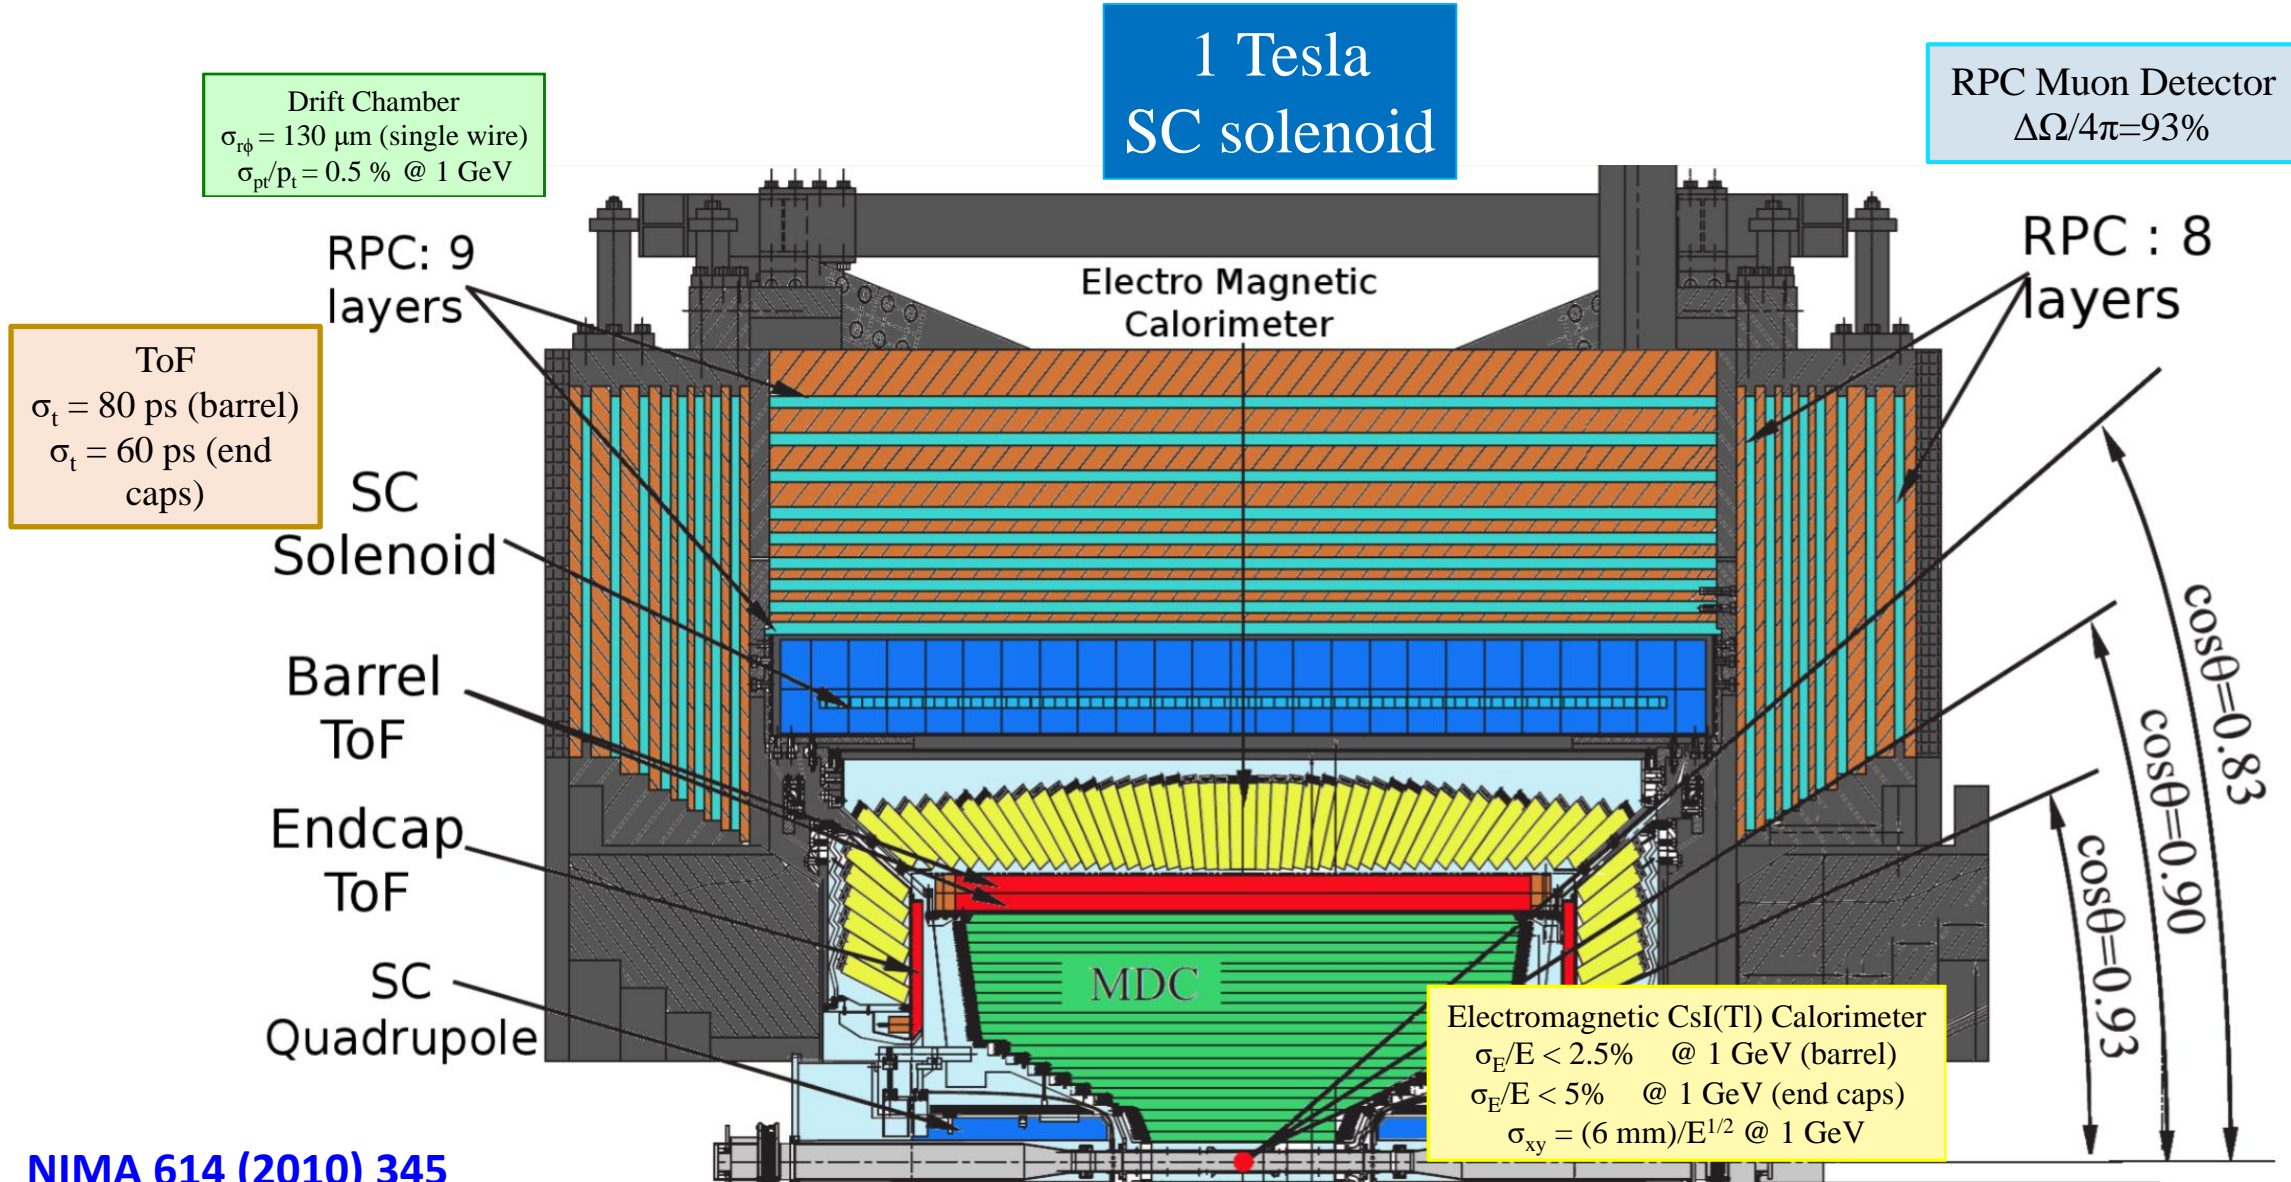 1 Tesla
SC solenoid
Drift Chamber
σrϕ = 130 μm (single wire)
σpt/pt = 0.5 % @ 1 GeV
RPC Muon Detector
ΔΩ/4π=93%
RPC: 9
layers
Electro Magnetic
Calorimeter
RPC : 8
layers
ToF
σt = 80 ps (barrel)
σt = 60 ps (end
caps)
SC
Solenoid
Barrel
ToF
Endcap
ToF
SC
Quadrupole
MDC
cosθ=0.83
cosθ=0.90
cosθ=0.93
Electromagnetic CsI(Tl) Calorimeter
σE/E < 2.5% @ 1 GeV (barrel)
σE/E < 5% @ 1 GeV (end caps)
σxy = (6 mm)/E1/2 @ 1 GeV
NIMA 614 (2010) 345